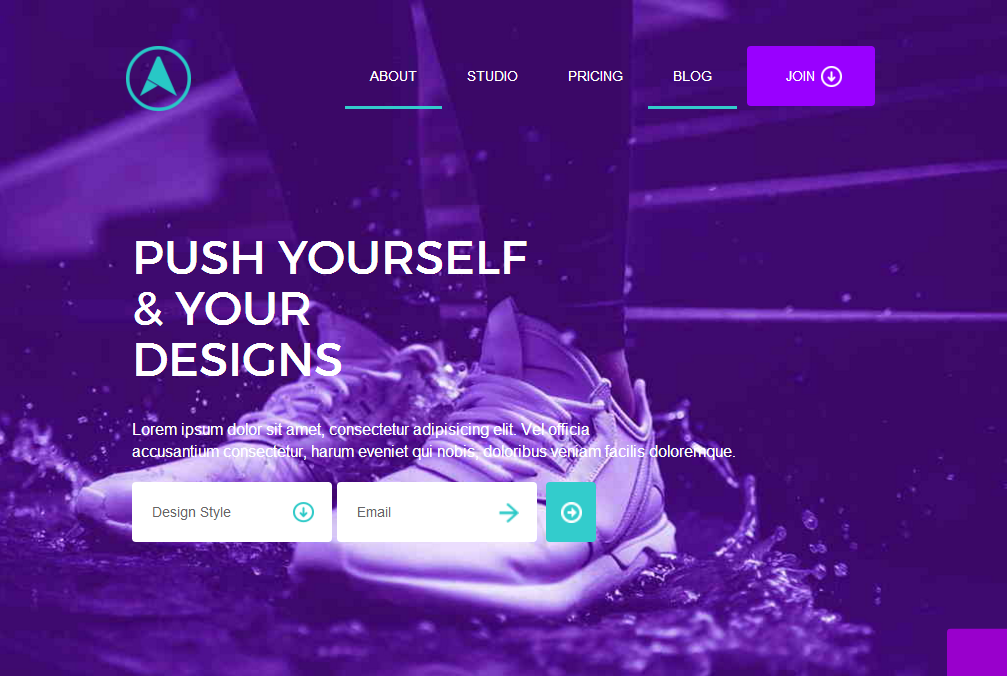 ABOUT STUDIO PRICING BLOG JOIN
PUSH YOURSELF
& YOUR
DESIGNS
Lorem ipsum dolor sit amet, consectetur adipisicing elit. Vel officia
accusantium consectetur, harum eveniet qui nobis, doloribus veniam facilis doloremque.
Design Style Email